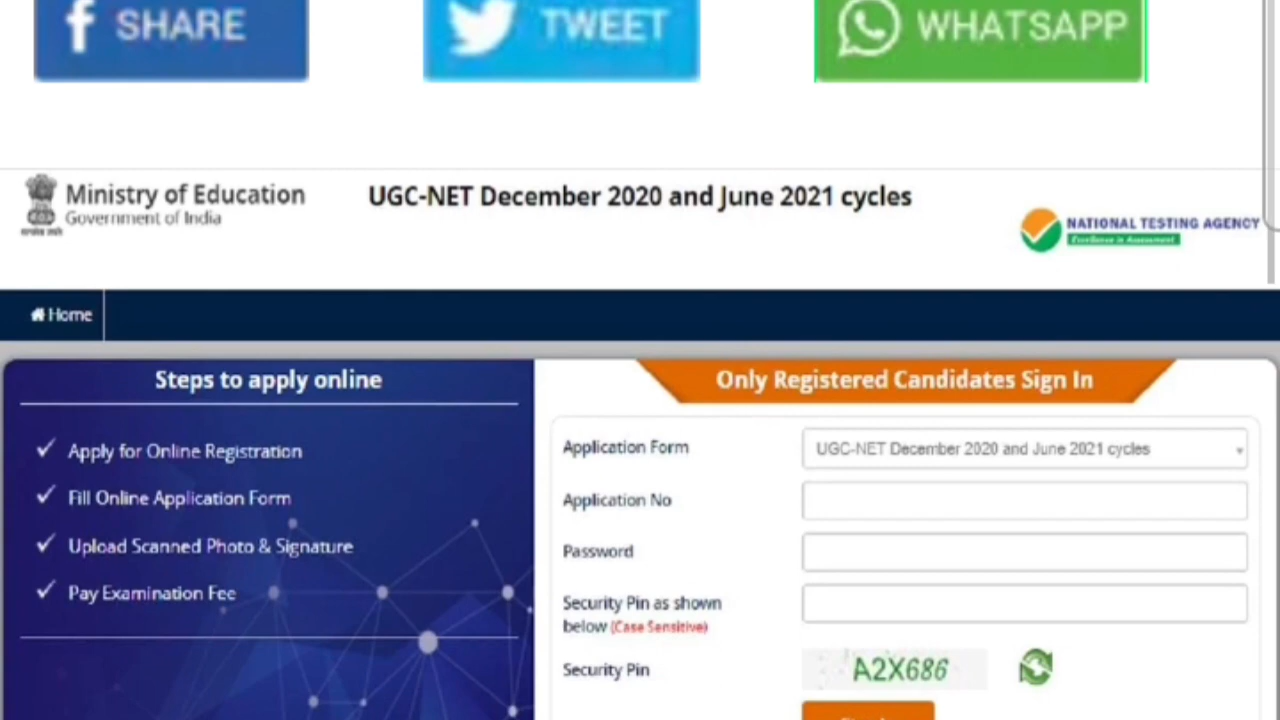 f SHARE
TWEET
WHATSAPP
Ministry of Education
Government of India
UGC-NET December 2020 and June 2021 cycles
NATIONAL TESTING AGENCY
Excellence in Assessment
Home
Steps to apply online
Apply for Online Registration
Fill Online Application Form
Upload Scanned Photo & Signature
Pay Examination Fee
Only Registered Candidates Sign In
Application Form
UGC-NET December 2020 and June 2021 cycles
Application No
Password
Security Pin as shown
below (Case Sensitive)
Security Pin
A2X686